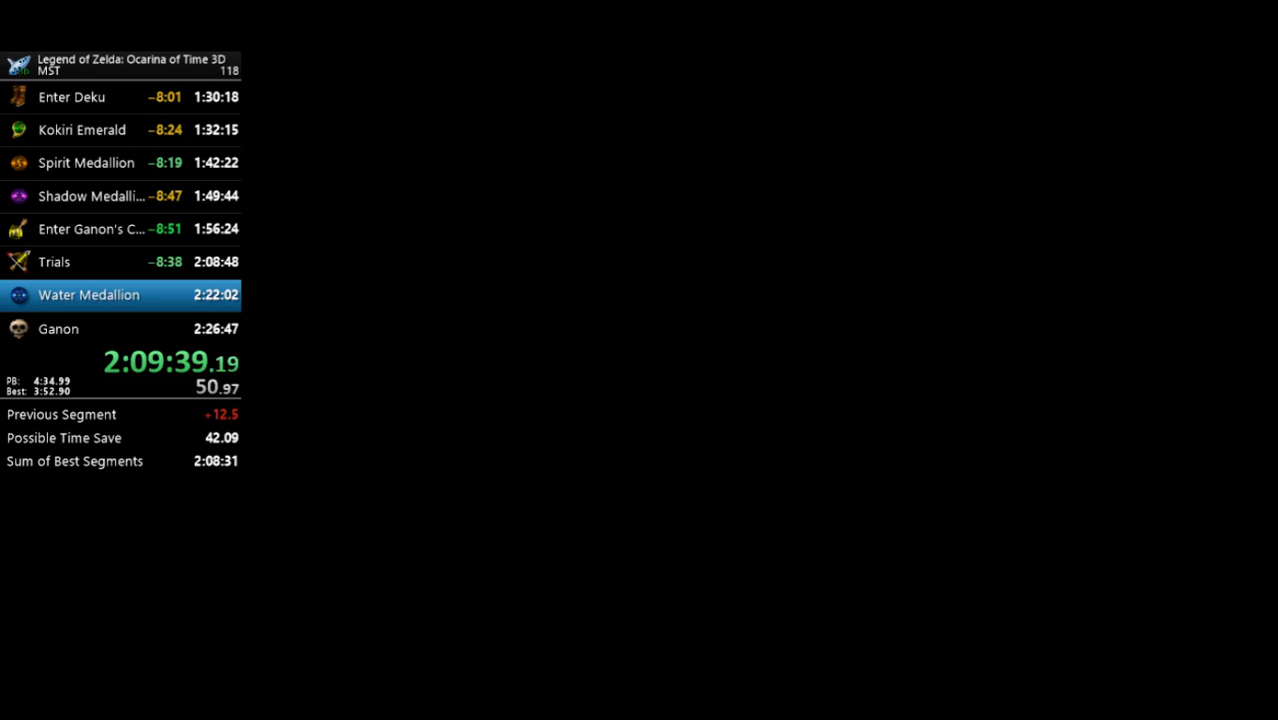 Legend of Zelda: Ocarina of Time 3D
MST 118
Enter Deku −8:01 1:30:18
Kokiri Emerald −8:24 1:32:15
Spirit Medallion −8:19 1:42:22
Shadow Medalli... −8:47 1:49:44
Enter Ganon's C... −8:51 1:56:24
Trials −8:38 2:08:48
Water Medallion 2:22:02
Ganon 2:26:47
2:09:39.19
PB: 4:34.99
Best: 3:52.90 50.97
Previous Segment +12.5
Possible Time Save 42.09
Sum of Best Segments 2:08:31